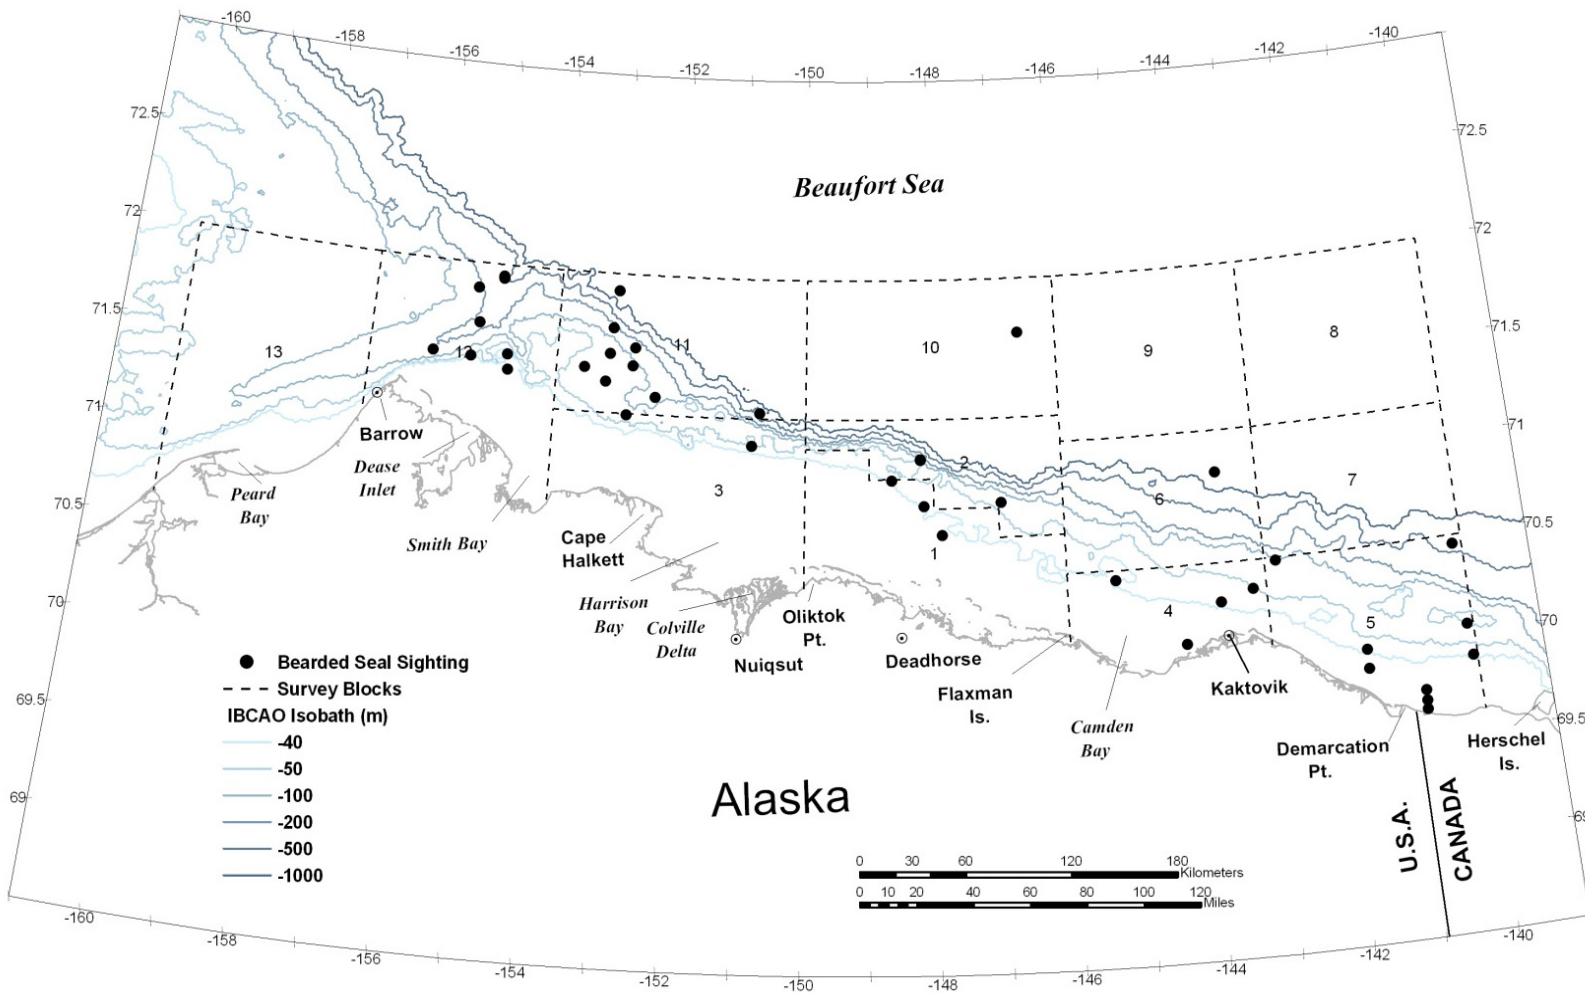 -160
-158
-156
-154
-152
-150
-148
-146
-144
-142
-140
72.5
72.5
Beaufort Sea
72
72
71.5
71.5
13
12
11
10
9
8
71
71
Barrow
Dease
Inlet
Peard
Bay
Smith Bay
3
2
6
7
70.5
70.5
Cape
Halkett
1
Harrison
Bay
Colville
Delta
Oliktok
Pt.
4
5
70
70
Nuiqsut
Deadhorse
Flaxman
Is.
Kaktovik
Camden
Bay
Demarcation
Pt.
Herschel
Is.
69.5
69.5
Bearded Seal Sighting
Survey Blocks
IBCAO Isobath (m)
-40
-50
-100
-200
-500
-1000
Alaska
U.S.A.
CANADA
69
0 30 60 120 180
Kilometers
0 10 20 40 60 80 100 120
Miles
-160
-158
-156
-154
-152
-150
-148
-146
-144
-142
-140